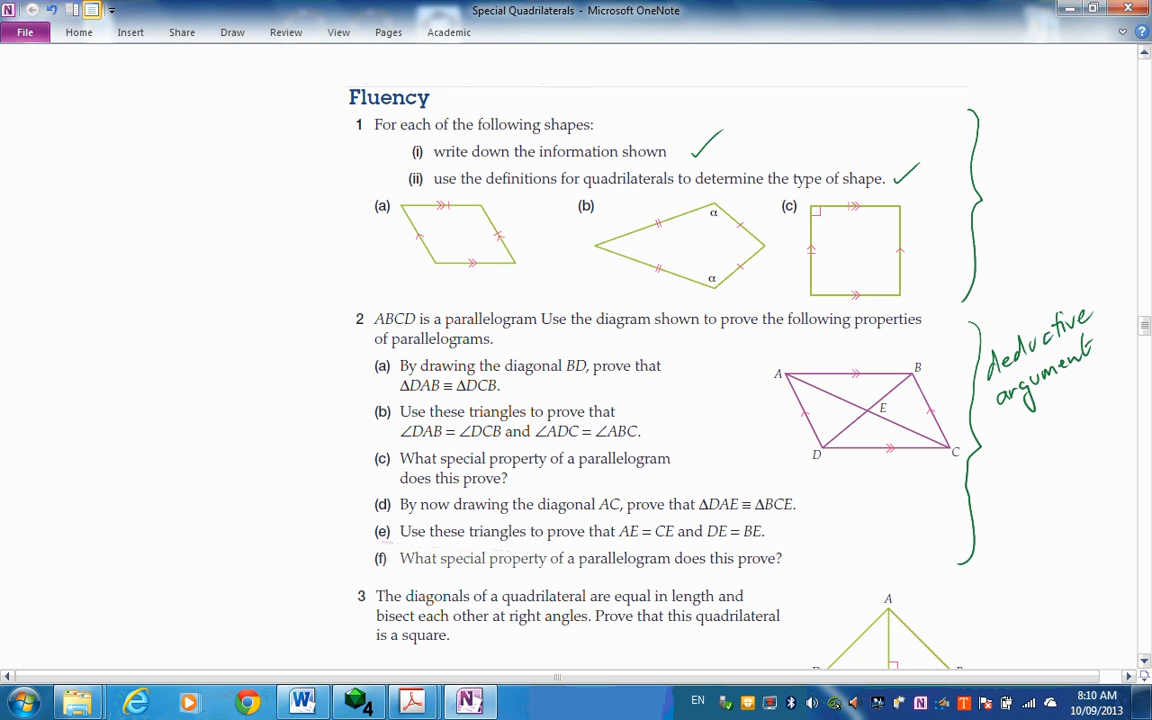 Special Quadrilaterals - Microsoft OneNote
File Home Insert Share Draw Review View Pages Academic
Fluency
1 For each of the following shapes:
(i) write down the information shown
(ii) use the definitions for quadrilaterals to determine the type of shape.
(a) (b) (c)
α
α
2 ABCD is a parallelogram Use the diagram shown to prove the following properties
of parallelograms.
(a) By drawing the diagonal BD, prove that
ΔDAB ≡ ΔDCB.
(b) Use these triangles to prove that
∠DAB = ∠DCB and ∠ADC = ∠ABC.
(c) What special property of a parallelogram
does this prove?
(d) By now drawing the diagonal AC, prove that ΔDAE ≡ ΔBCE.
(e) Use these triangles to prove that AE = CE and DE = BE.
(f) What special property of a parallelogram does this prove?
A B
E
D C
deductive
argument
3 The diagonals of a quadrilateral are equal in length and
bisect each other at right angles. Prove that this quadrilateral
is a square.
A
EN
8:10 AM
10/09/2013